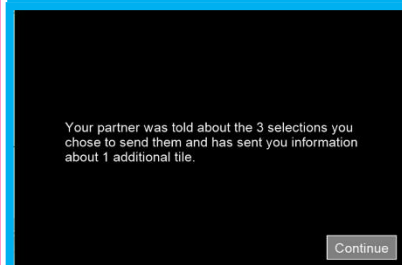 Your partner was told about the 3 selections you
chose to send them and has sent you information
about 1 additional tile.
Continue